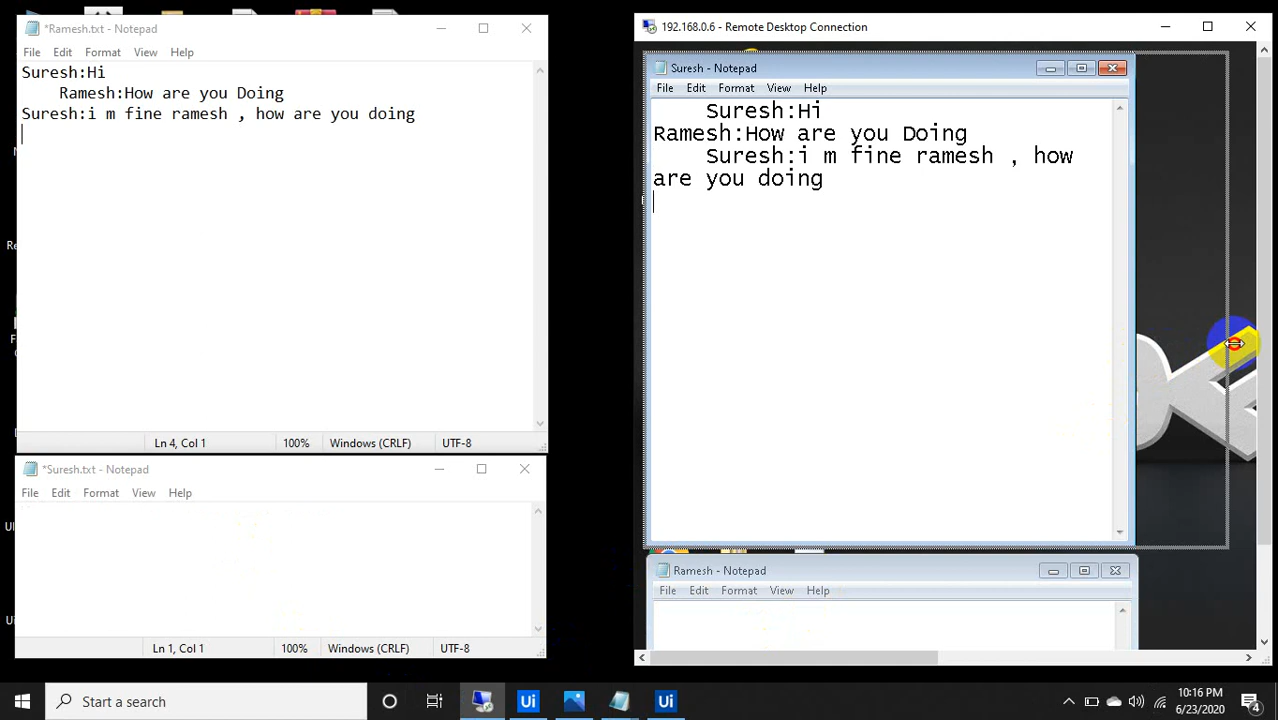 *Ramesh.txt - Notepad
File Edit Format View Help
Suresh:Hi
Ramesh:How are you Doing
Suresh:i m fine ramesh , how are you doing
Ln 4, Col 1 100% Windows (CRLF) UTF-8
*Suresh.txt - Notepad
File Edit Format View Help
Ln 1, Col 1 100% Windows (CRLF) UTF-8
192.168.0.6 - Remote Desktop Connection
Suresh - Notepad
File Edit Format View Help
Suresh:Hi
Ramesh:How are you Doing
Suresh:i m fine ramesh , how
are you doing
Ramesh - Notepad
File Edit Format View Help
Start a search
Ui
Ui
10:16 PM
6/23/2020
4